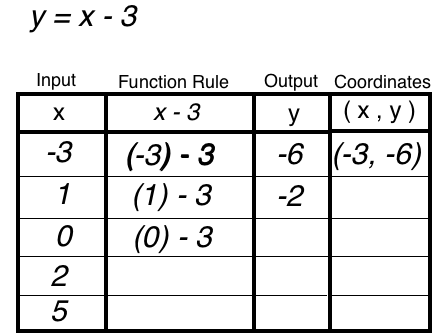 y = x - 3
Input Function Rule Output Coordinates
x x - 3 y ( x , y )
-3 (-3) - 3 -6 (-3, -6)
1 (1) - 3 -2
0 (0) - 3
2
5